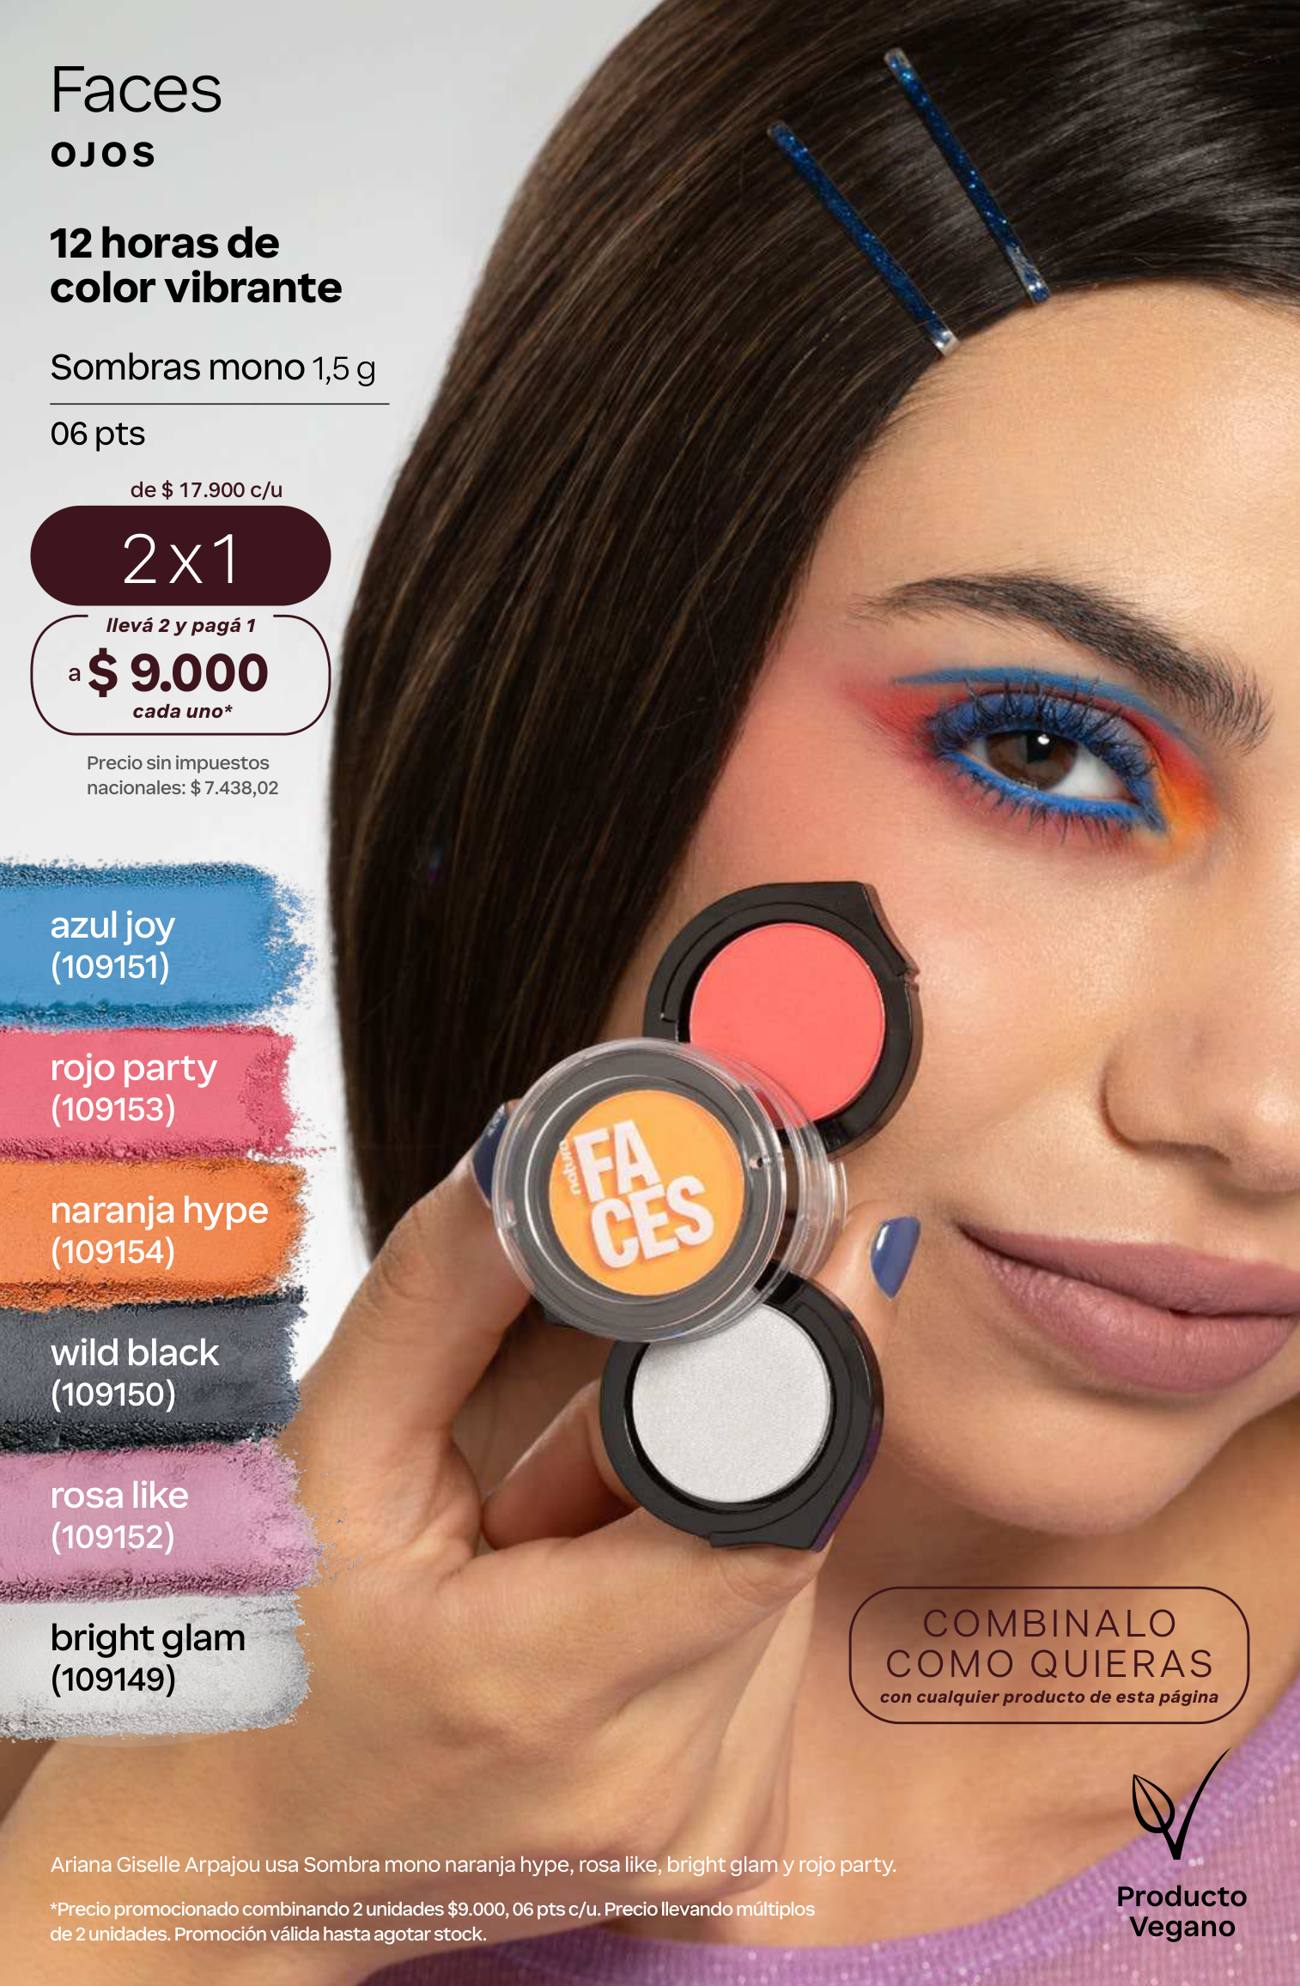 Faces
OJOS
12 horas de
color vibrante
Sombras mono 1,5 g
06 pts
de $ 17.900 c/u
2x1
llevá 2 y pagá 1
a $ 9.000
cada uno*
Precio sin impuestos
nacionales: $ 7.438,02
azul joy
(109151)
rojo party
(109153)
naranja hype
(109154)
wild black
(109150)
rosa like
(109152)
bright glam
(109149)
natura
FA
CES
COMBINALO
COMO QUIERAS
con cualquier producto de esta página
Ariana Giselle Arpajou usa Sombra mono naranja hype, rosa like, bright glam y rojo party.
*Precio promocionado combinando 2 unidades $9.000, 06 pts c/u. Precio llevando múltiplos
de 2 unidades. Promoción válida hasta agotar stock.
Producto
Vegano